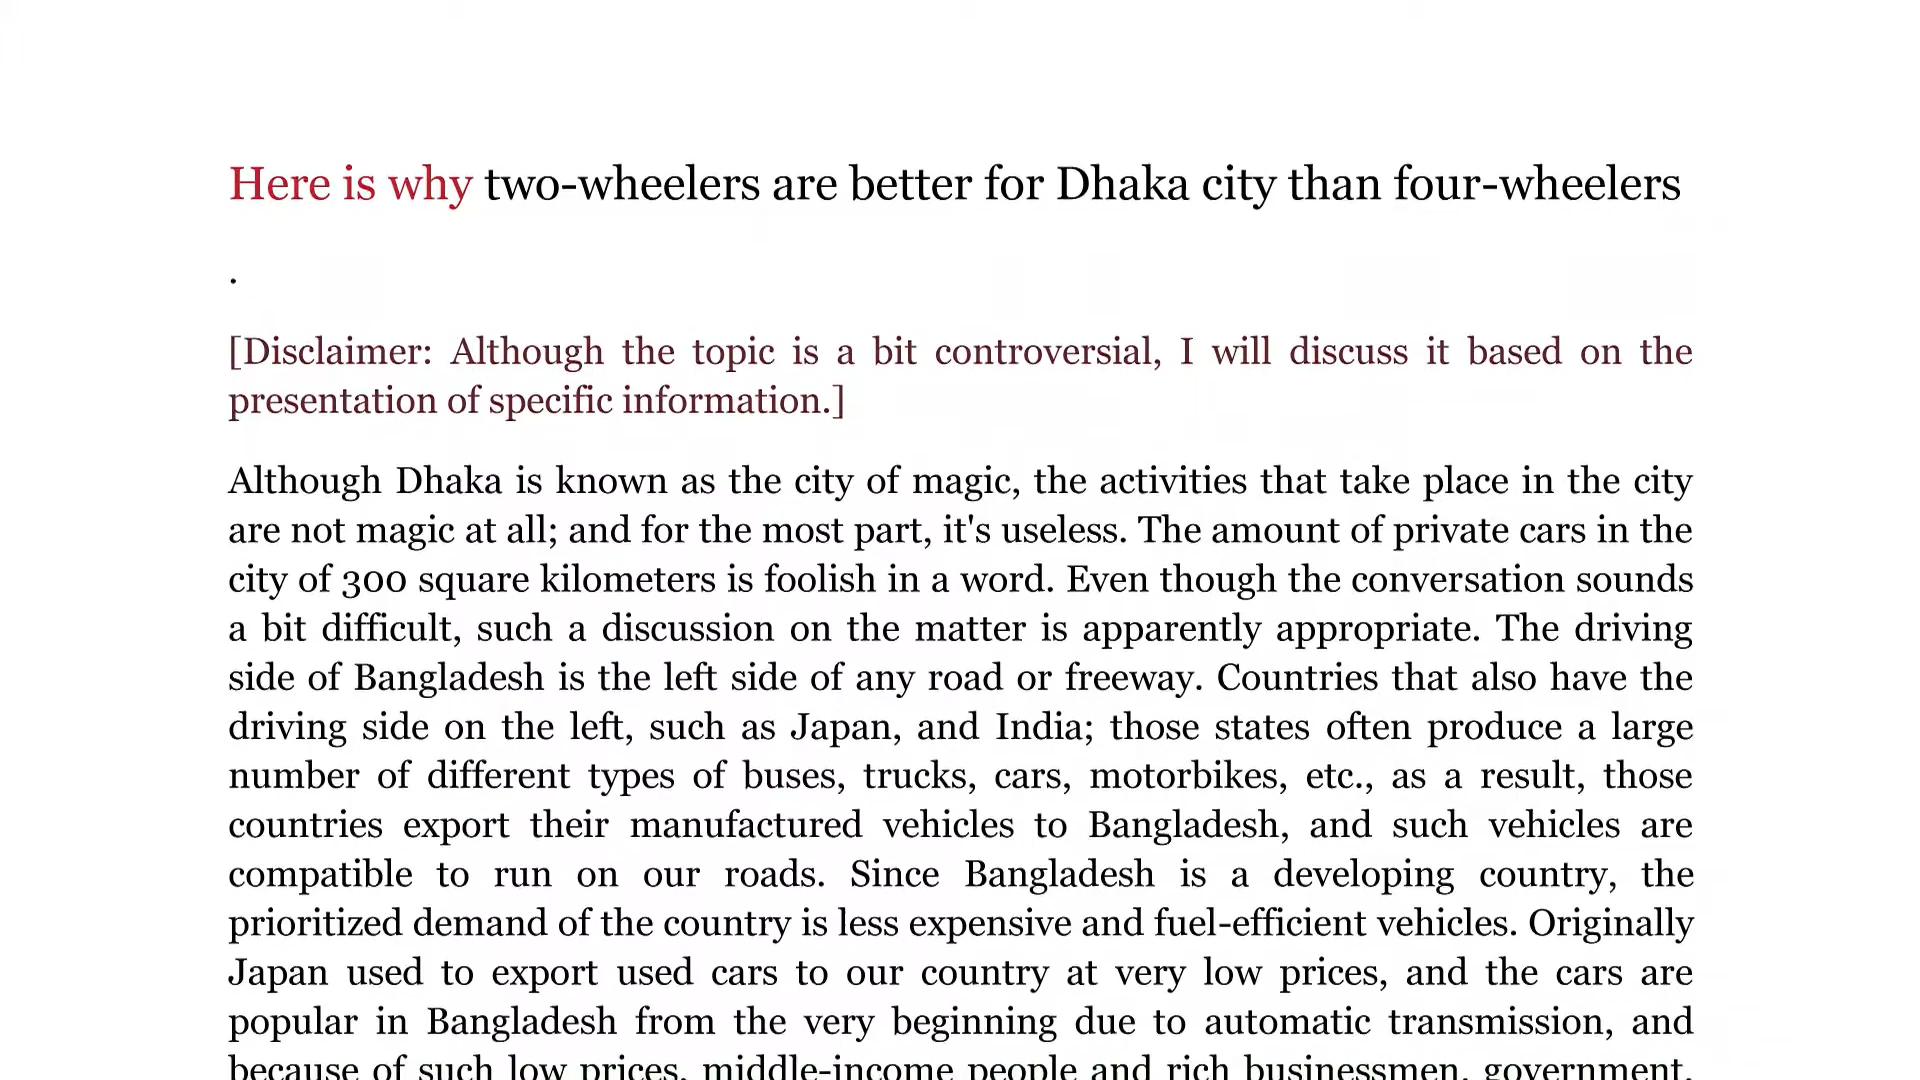 Here is why two-wheelers are better for Dhaka city than four-wheelers
.
[Disclaimer: Although the topic is a bit controversial, I will discuss it based on the
presentation of specific information.]
Although Dhaka is known as the city of magic, the activities that take place in the city
are not magic at all; and for the most part, it's useless. The amount of private cars in the
city of 300 square kilometers is foolish in a word. Even though the conversation sounds
a bit difficult, such a discussion on the matter is apparently appropriate. The driving
side of Bangladesh is the left side of any road or freeway. Countries that also have the
driving side on the left, such as Japan, and India; those states often produce a large
number of different types of buses, trucks, cars, motorbikes, etc., as a result, those
countries export their manufactured vehicles to Bangladesh, and such vehicles are
compatible to run on our roads. Since Bangladesh is a developing country, the
prioritized demand of the country is less expensive and fuel-efficient vehicles. Originally
Japan used to export used cars to our country at very low prices, and the cars are
popular in Bangladesh from the very beginning due to automatic transmission, and
because of such low prices, middle-income people and rich businessmen, government,